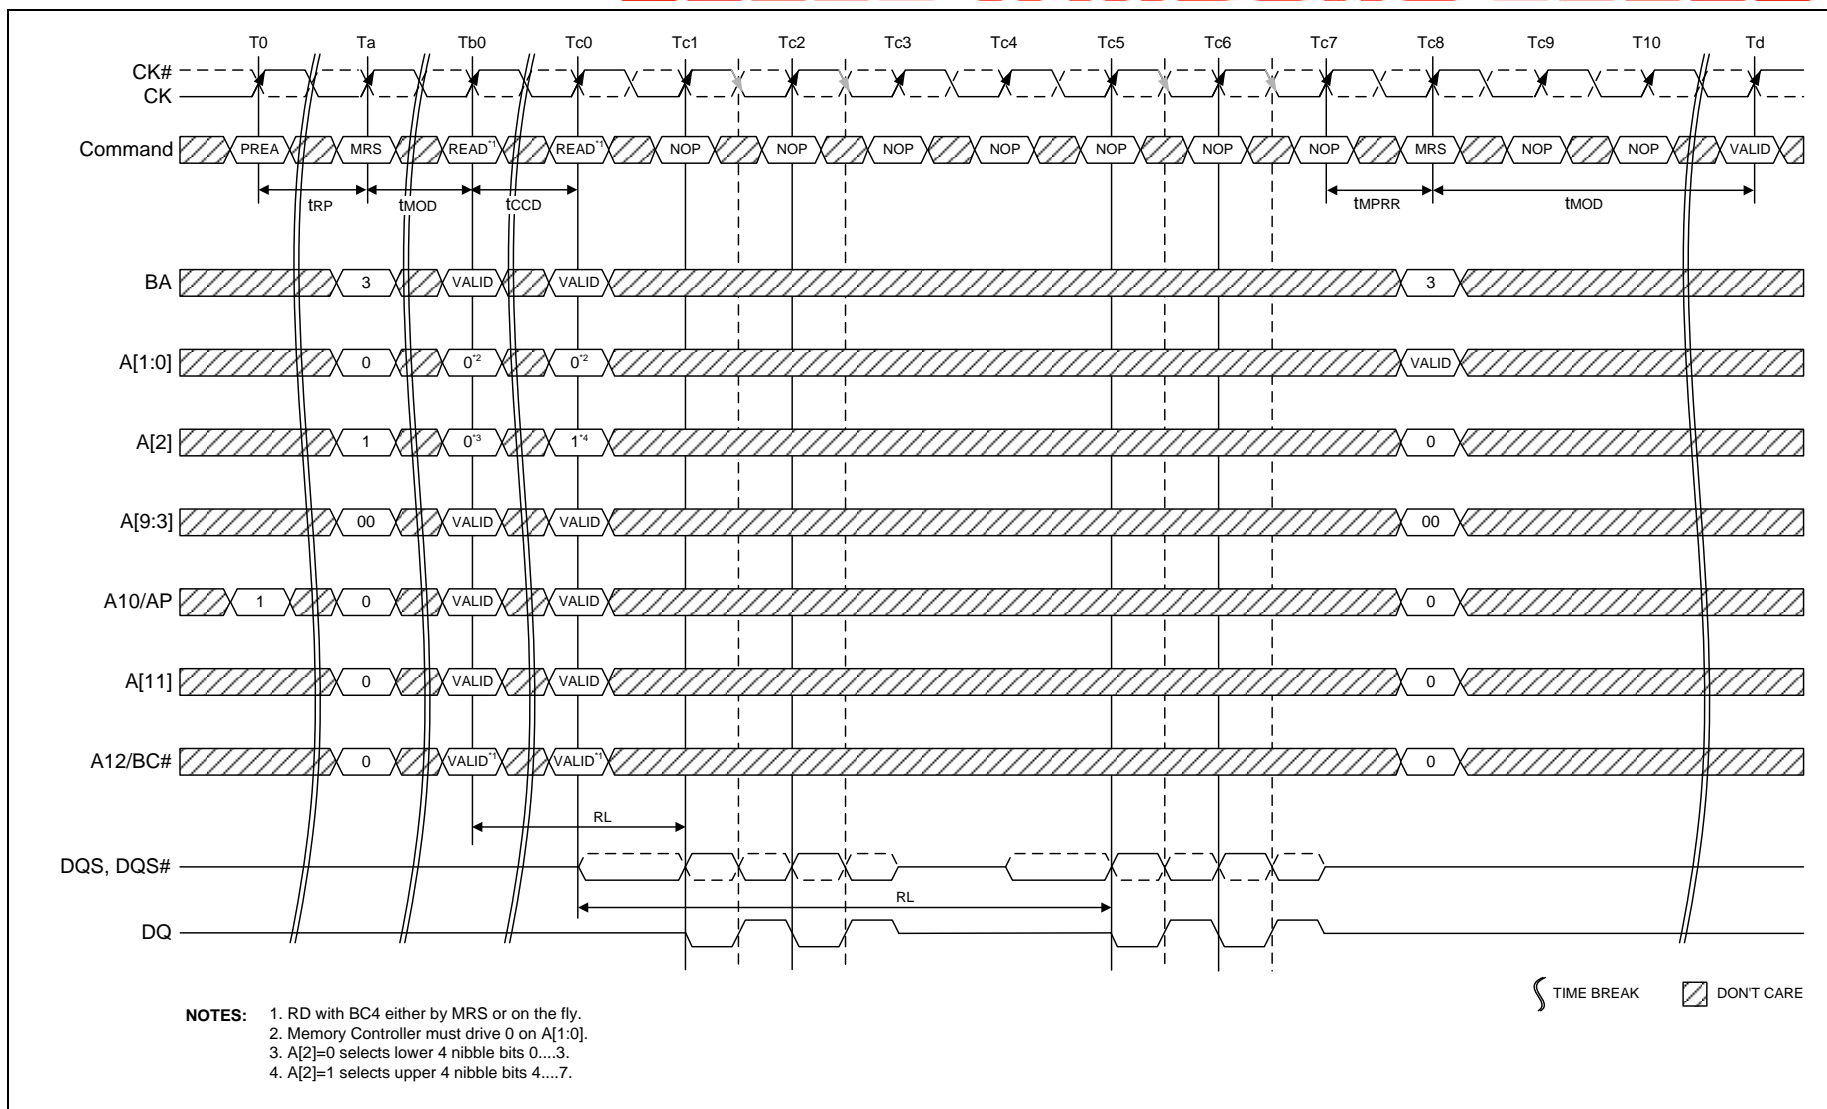 T0 Ta Tb0 Tc0 Tc1 Tc2 Tc3 Tc4 Tc5 Tc6 Tc7 Tc8 Tc9 T10 Td
CK#
CK
Command PREA MRS READ*1 READ*1 NOP NOP NOP NOP NOP NOP NOP MRS NOP NOP VALID
tRP tMOD tCCD tMPRR tMOD
BA 3 VALID VALID 3
A[1:0] 0 0*2 0*2 VALID
A[2] 1 0*3 1*4 0
A[9:3] 00 VALID VALID 00
A10/AP 1 0 VALID VALID 0
A[11] 0 VALID VALID 0
A12/BC# 0 VALID*1 VALID*1 0
RL
DQS, DQS#
RL
DQ
TIME BREAK DON'T CARE
NOTES: 1. RD with BC4 either by MRS or on the fly.
2. Memory Controller must drive 0 on A[1:0].
3. A[2]=0 selects lower 4 nibble bits 0....3.
4. A[2]=1 selects upper 4 nibble bits 4....7.